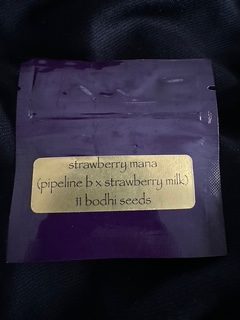 strawberry mana
(pipeline b x strawberry milk)
11 bodhi seeds